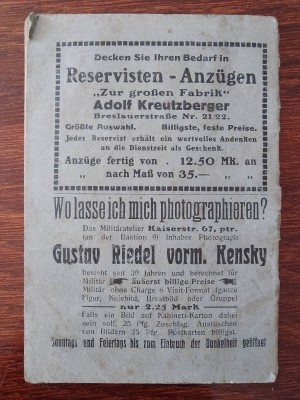 Decken Sie Ihren Bedarf in
Reservisten - Anzügen
„Zur großen Fabrik“
Adolf Kreutzberger
Breslauerstraße Nr. 21/22.
Größte Auswahl. Billigste, feste Preise.
Jeder Reservist erhält ein wertvolles Andenken
an die Dienstzeit als Geschenk.
Anzüge fertig von . 12.50 Mk. an
„ nach Maß von 35.— „ „
Wo lasse ich mich photographieren?
Das Militäratelier Kaiserstr. 67, ptr.
(an der Bastion 9) Inhaber Photograph
Gustav Riedel vorm. Kensky
besteht seit 30 Jahren und berechnet für
Militär äußerst billige Preise
Militär ohne Charge 6 Visit-Format (ganze
Figur, Kniebild, Brustbild oder Gruppe)
nur 2.25 Mark
Falls ein Bild auf Kabinett-Karton dabei
sein soll, 25 Pfg. Zuschlag. Austauschen
von Bildern 25 Pfg. Postkarten billigst.
Sonntags und Feiertags bis zum Einbruch der Dunkelheit geöffnet